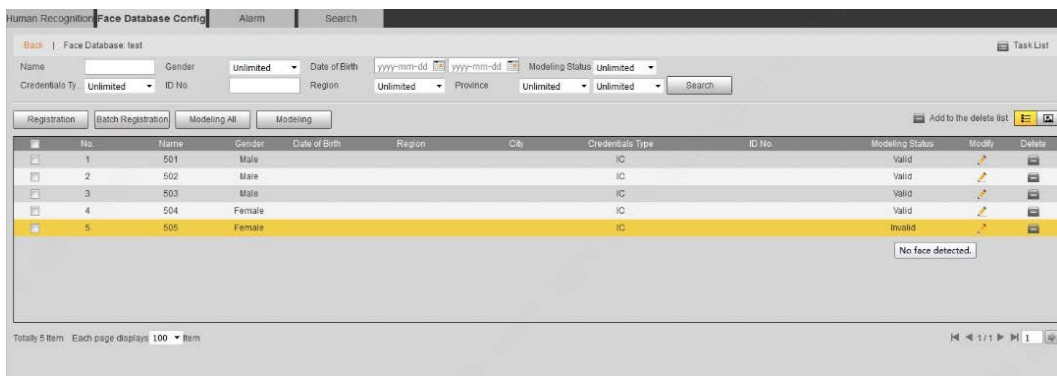 Human Recognition Face Database Config Alarm Search
Back | Face Database: test Task List
Name Gender Unlimited Date of Birth yyyy-mm-dd yyyy-mm-dd Modeling Status Unlimited
Credentials Ty... Unlimited ID No. Region Unlimited Province Unlimited Unlimited Search
Registration Batch Registration Modeling All Modeling Add to the delete list
No. Name Gender Date of Birth Region City Credentials Type ID No. Modeling Status Modify Delete
1 501 Male IC Valid
2 502 Male IC Valid
3 503 Male IC Valid
4 504 Female IC Valid
5 505 Female IC Invalid
No face detected.
Totally 5 Item Each page displays 100 Item 1/1 1